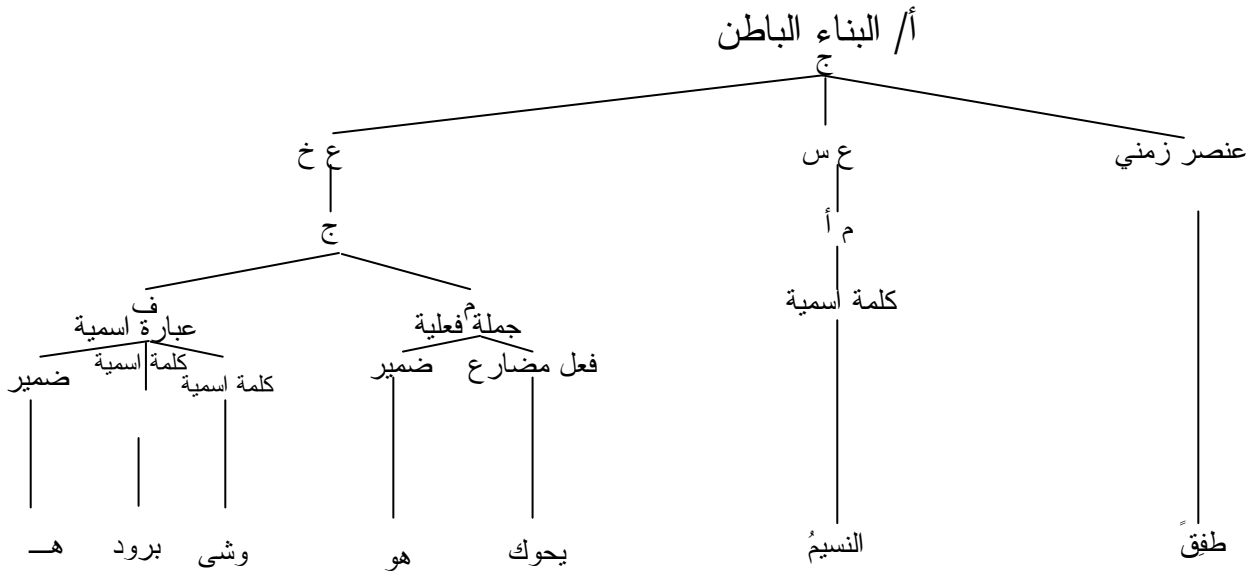 أ/ البناء الباطن
ج
عنصر زمني ع س ع خ
م أ ج
كلمة اسمية
م ف
جملة فعلية عبارة اسمية
فعل مضارع ضمير كلمة اسمية كلمة اسمية ضمير
طفِقً النسيمُ يحوك هو وشى برود هــ